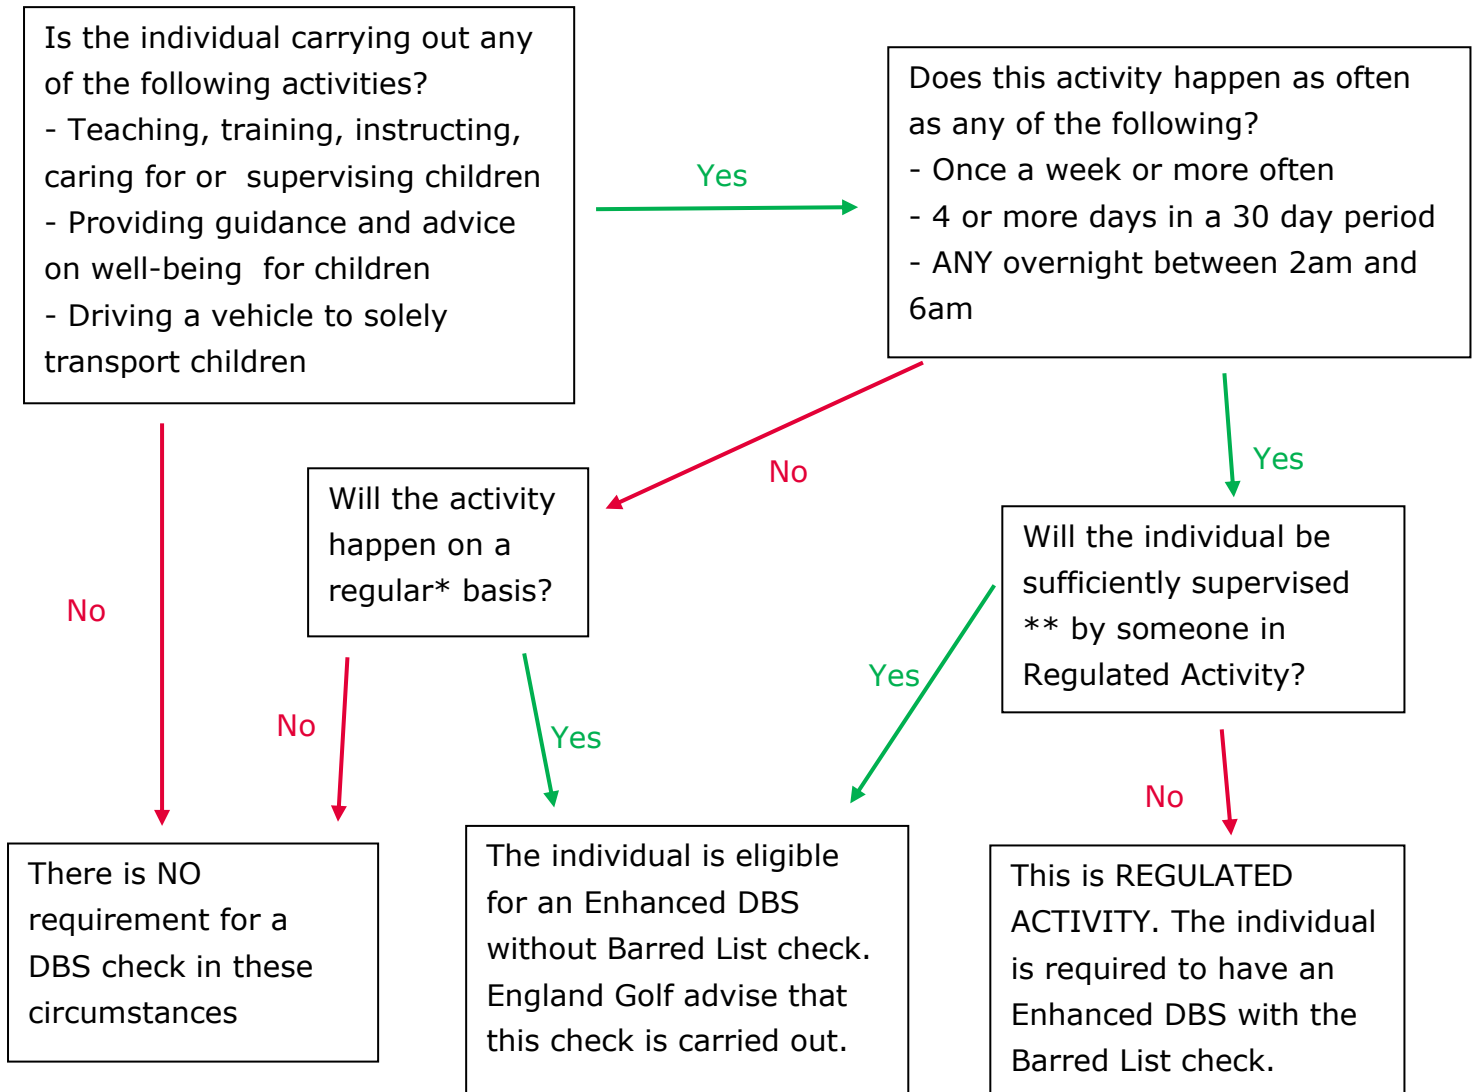 Is the individual carrying out any
of the following activities?
- Teaching, training, instructing,
caring for or  supervising children
- Providing guidance and advice
on well-being  for children
- Driving a vehicle to solely
transport children
Yes
Does this activity happen as often
as any of the following?
- Once a week or more often
- 4 or more days in a 30 day period
- ANY overnight between 2am and
6am
No
No
Yes
Will the activity
happen on a
regular* basis?
Will the individual be
sufficiently supervised
** by someone in
Regulated Activity?
No
Yes
Yes
No
There is NO
requirement for a
DBS check in these
circumstances
The individual is eligible
for an Enhanced DBS
without Barred List check.
England Golf advise that
this check is carried out.
This is REGULATED
ACTIVITY. The individual
is required to have an
Enhanced DBS with the
Barred List check.